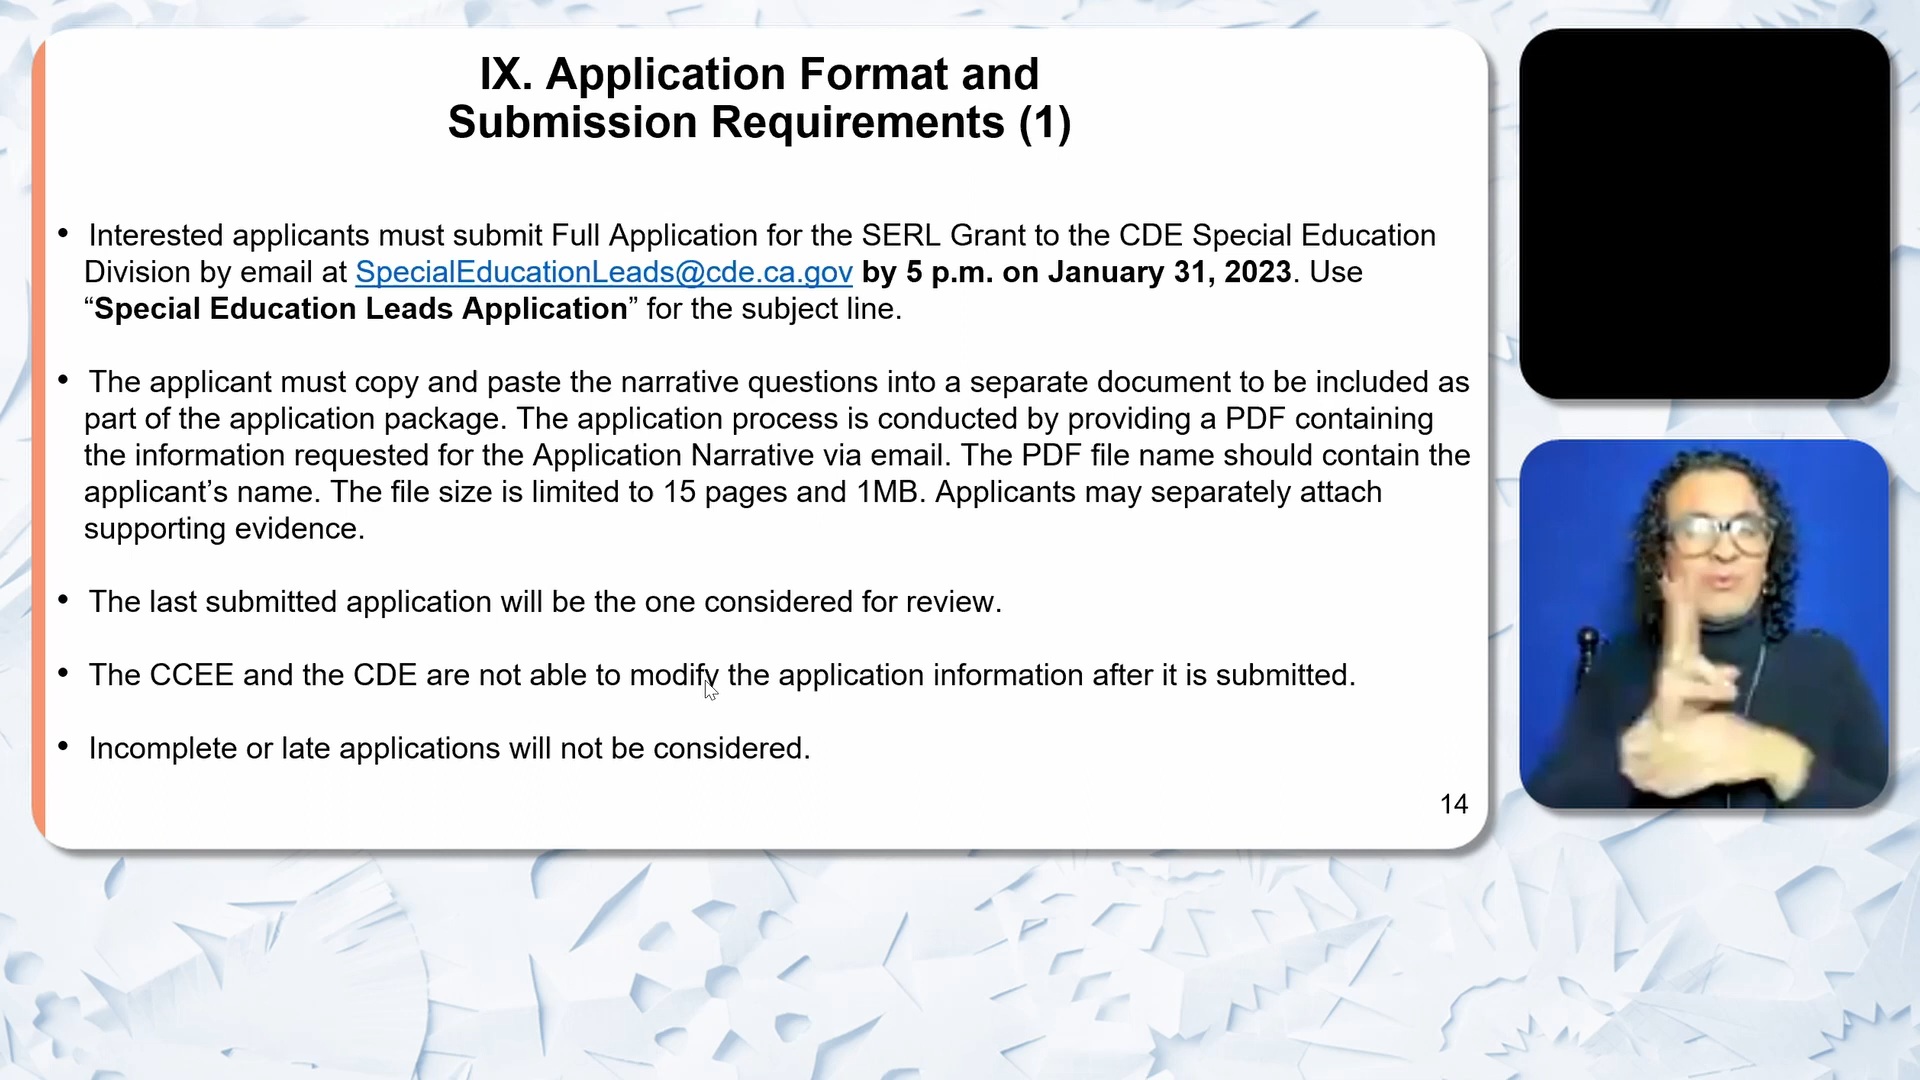 IX. Application Format and
Submission Requirements (1)
• Interested applicants must submit Full Application for the SERL Grant to the CDE Special Education
Division by email at SpecialEducationLeads@cde.ca.gov by 5 p.m. on January 31, 2023. Use
“Special Education Leads Application” for the subject line.
• The applicant must copy and paste the narrative questions into a separate document to be included as
part of the application package. The application process is conducted by providing a PDF containing
the information requested for the Application Narrative via email. The PDF file name should contain the
applicant’s name. The file size is limited to 15 pages and 1MB. Applicants may separately attach
supporting evidence.
• The last submitted application will be the one considered for review.
• The CCEE and the CDE are not able to modify the application information after it is submitted.
• Incomplete or late applications will not be considered.
14